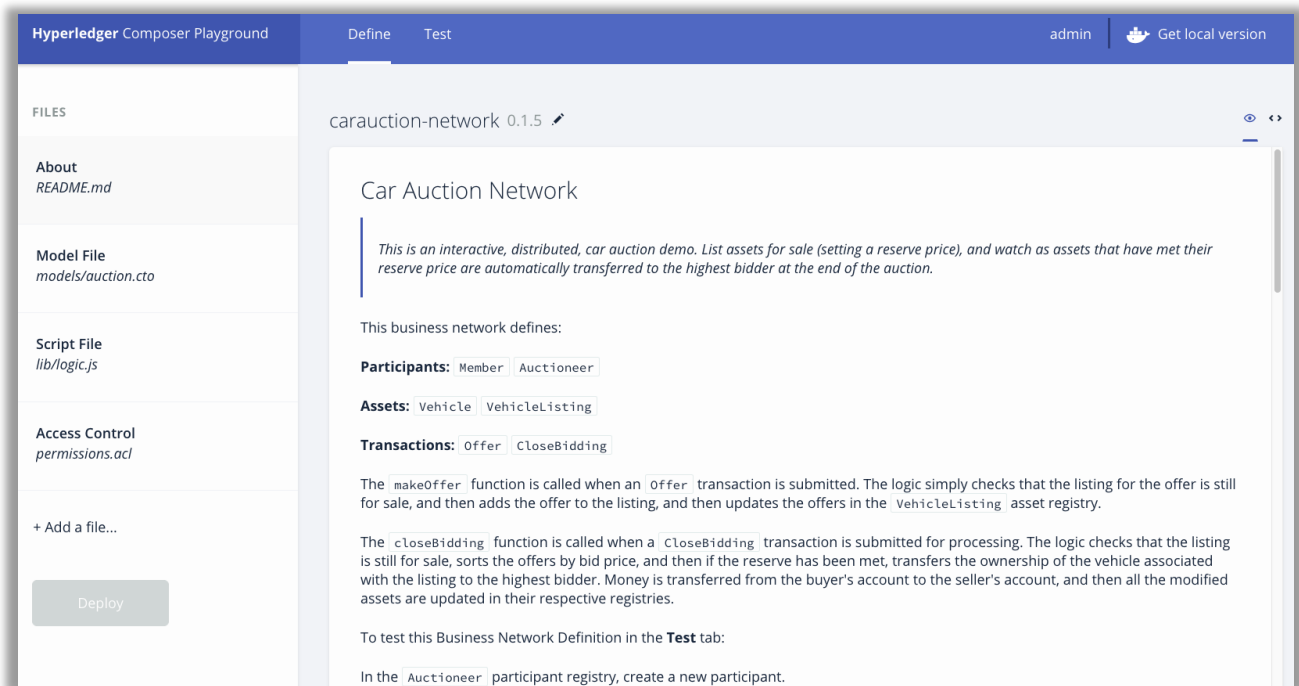 Hyperledger Composer Playground
Define
Test
admin
Get local version
FILES
About
README.md
Model File
models/auction.cto
Script File
lib/logic.js
Access Control
permissions.acl
+ Add a file...
Deploy
carauction-network 0.1.5
Car Auction Network
This is an interactive, distributed, car auction demo. List assets for sale (setting a reserve price), and watch as assets that have met their
reserve price are automatically transferred to the highest bidder at the end of the auction.
This business network defines:
Participants: Member Auctioneer
Assets: Vehicle VehicleListing
Transactions: Offer CloseBidding
The makeOffer function is called when an Offer transaction is submitted. The logic simply checks that the listing for the offer is still
for sale, and then adds the offer to the listing, and then updates the offers in the VehicleListing asset registry.
The closeBidding function is called when a CloseBidding transaction is submitted for processing. The logic checks that the listing
is still for sale, sorts the offers by bid price, and then if the reserve has been met, transfers the ownership of the vehicle associated
with the listing to the highest bidder. Money is transferred from the buyer's account to the seller's account, and then all the modified
assets are updated in their respective registries.
To test this Business Network Definition in the Test tab:
In the Auctioneer participant registry, create a new participant.